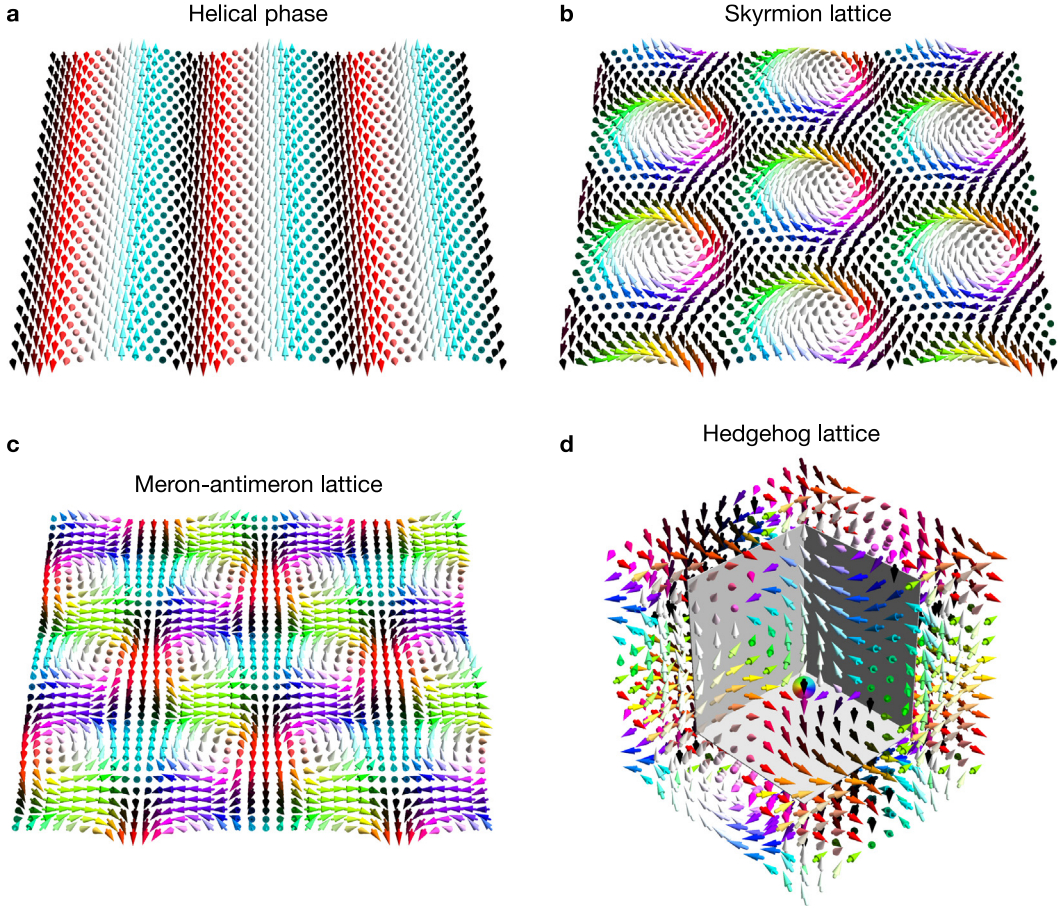 a
Helical phase
b
Skyrmion lattice
c
Meron-antimeron lattice
d
Hedgehog lattice